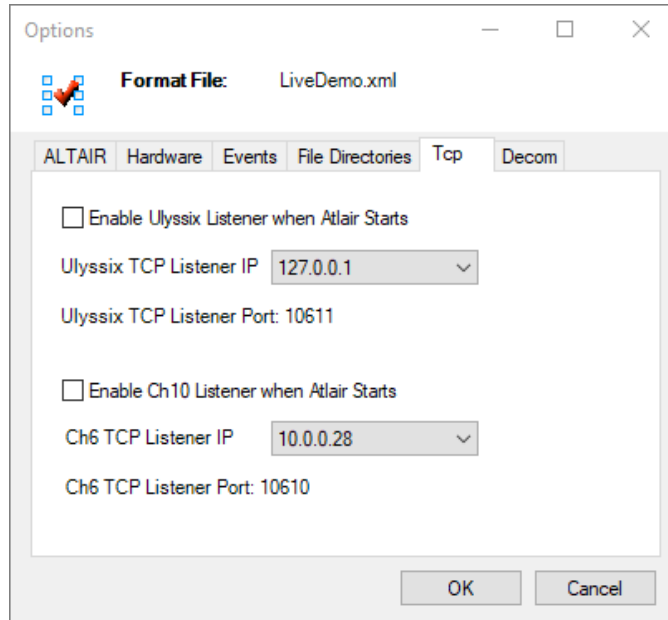 Options
Format File: LiveDemo.xml
ALTAIR Hardware Events File Directories Tcp Decom
Enable Ulyssix Listener when Atlair Starts
Ulyssix TCP Listener IP 127.0.0.1
Ulyssix TCP Listener Port: 10611
Enable Ch10 Listener when Atlair Starts
Ch6 TCP Listener IP 10.0.0.28
Ch6 TCP Listener Port: 10610
OK Cancel